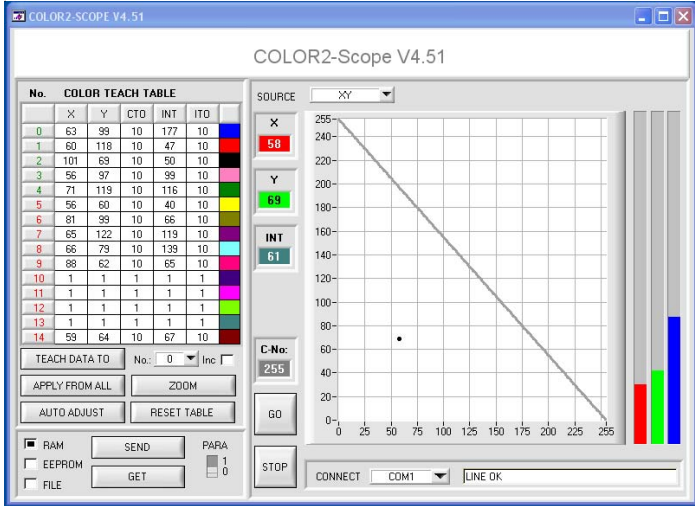 COLOR2-SCOPE V4.51
COLOR2-Scope V4.51
No. COLOR TEACH TABLE
X Y CTO INT ITO
0 63 99 10 177 10
1 60 118 10 47 10
2 101 69 10 50 10
3 56 97 10 99 10
4 71 119 10 116 10
5 56 60 10 40 10
6 81 99 10 66 10
7 65 122 10 119 10
8 66 79 10 139 10
9 88 62 10 65 10
10 1 1 1 1 1
11 1 1 1 1 1
12 1 1 1 1 1
13 1 1 1 1 1
14 59 64 10 67 10
TEACH DATA TO No.: 0 Inc
APPLY FROM ALL ZOOM
AUTO ADJUST RESET TABLE
RAM
EEPROM
FILE
SEND
GET
PARA
1
0
SOURCE XY
X
58
Y
69
INT
61
C-No:
255
GO
STOP
255
240
220
200
180
160
140
120
100
80
60
40
20
0
0 25 50 75 100 125 150 175 200 225 255
CONNECT COM1 LINE OK